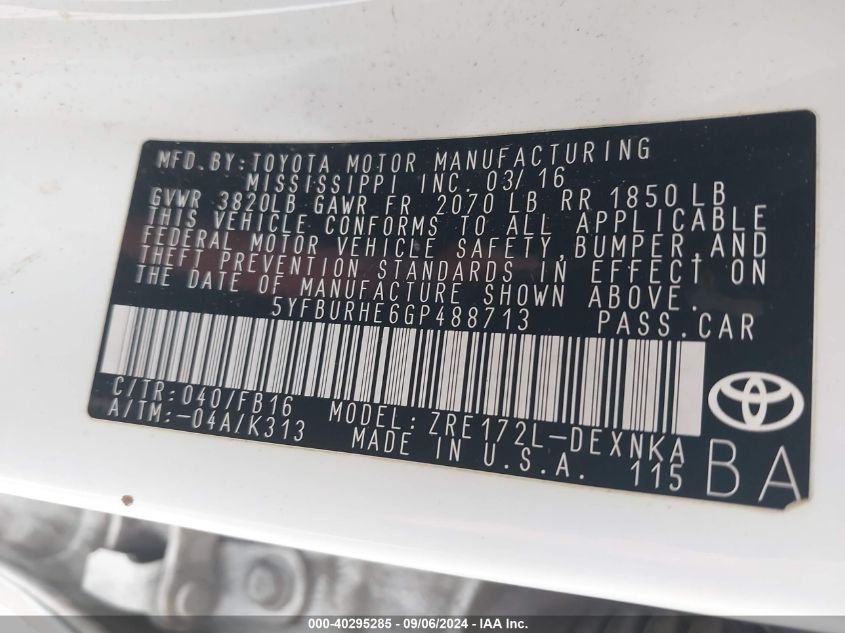 MFD. BY: TOYOTA MOTOR MANUFACTURING
MISSISSIPPI INC. 03/16
GVWR 3820LB GAWR FR 2070 LB RR 1850 LB
THIS VEHICLE CONFORMS TO ALL APPLICABLE
FEDERAL MOTOR VEHICLE SAFETY, BUMPER, AND
THEFT PREVENTION STANDARDS IN EFFECT ON
THE DATE OF MANUFACTURE SHOWN ABOVE.
5YFBURHE6GP488713 PASS. CAR
C/TR: 040/FB16 MODEL: ZRE172L-DEXNKA
A/TM:-04A/K313 MADE IN U.S.A. 115
BA
000-40295285 - 09/06/2024 - IAA Inc.